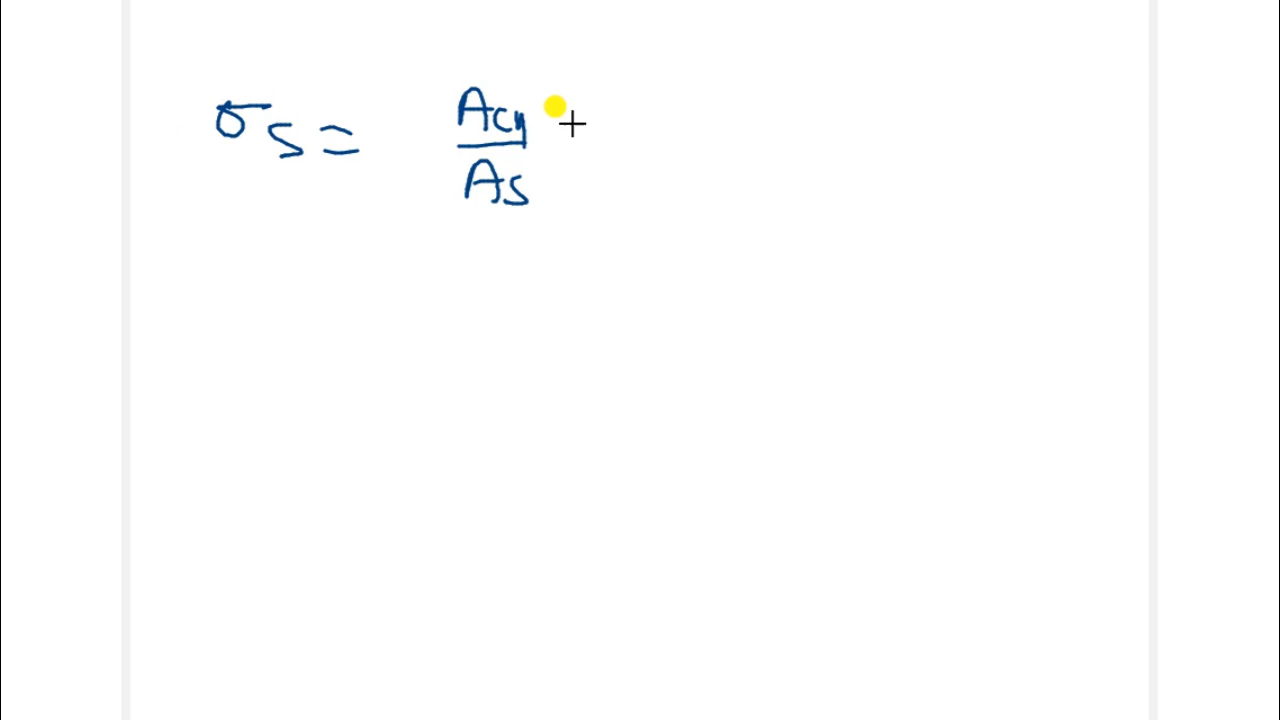 σs = Acy/As